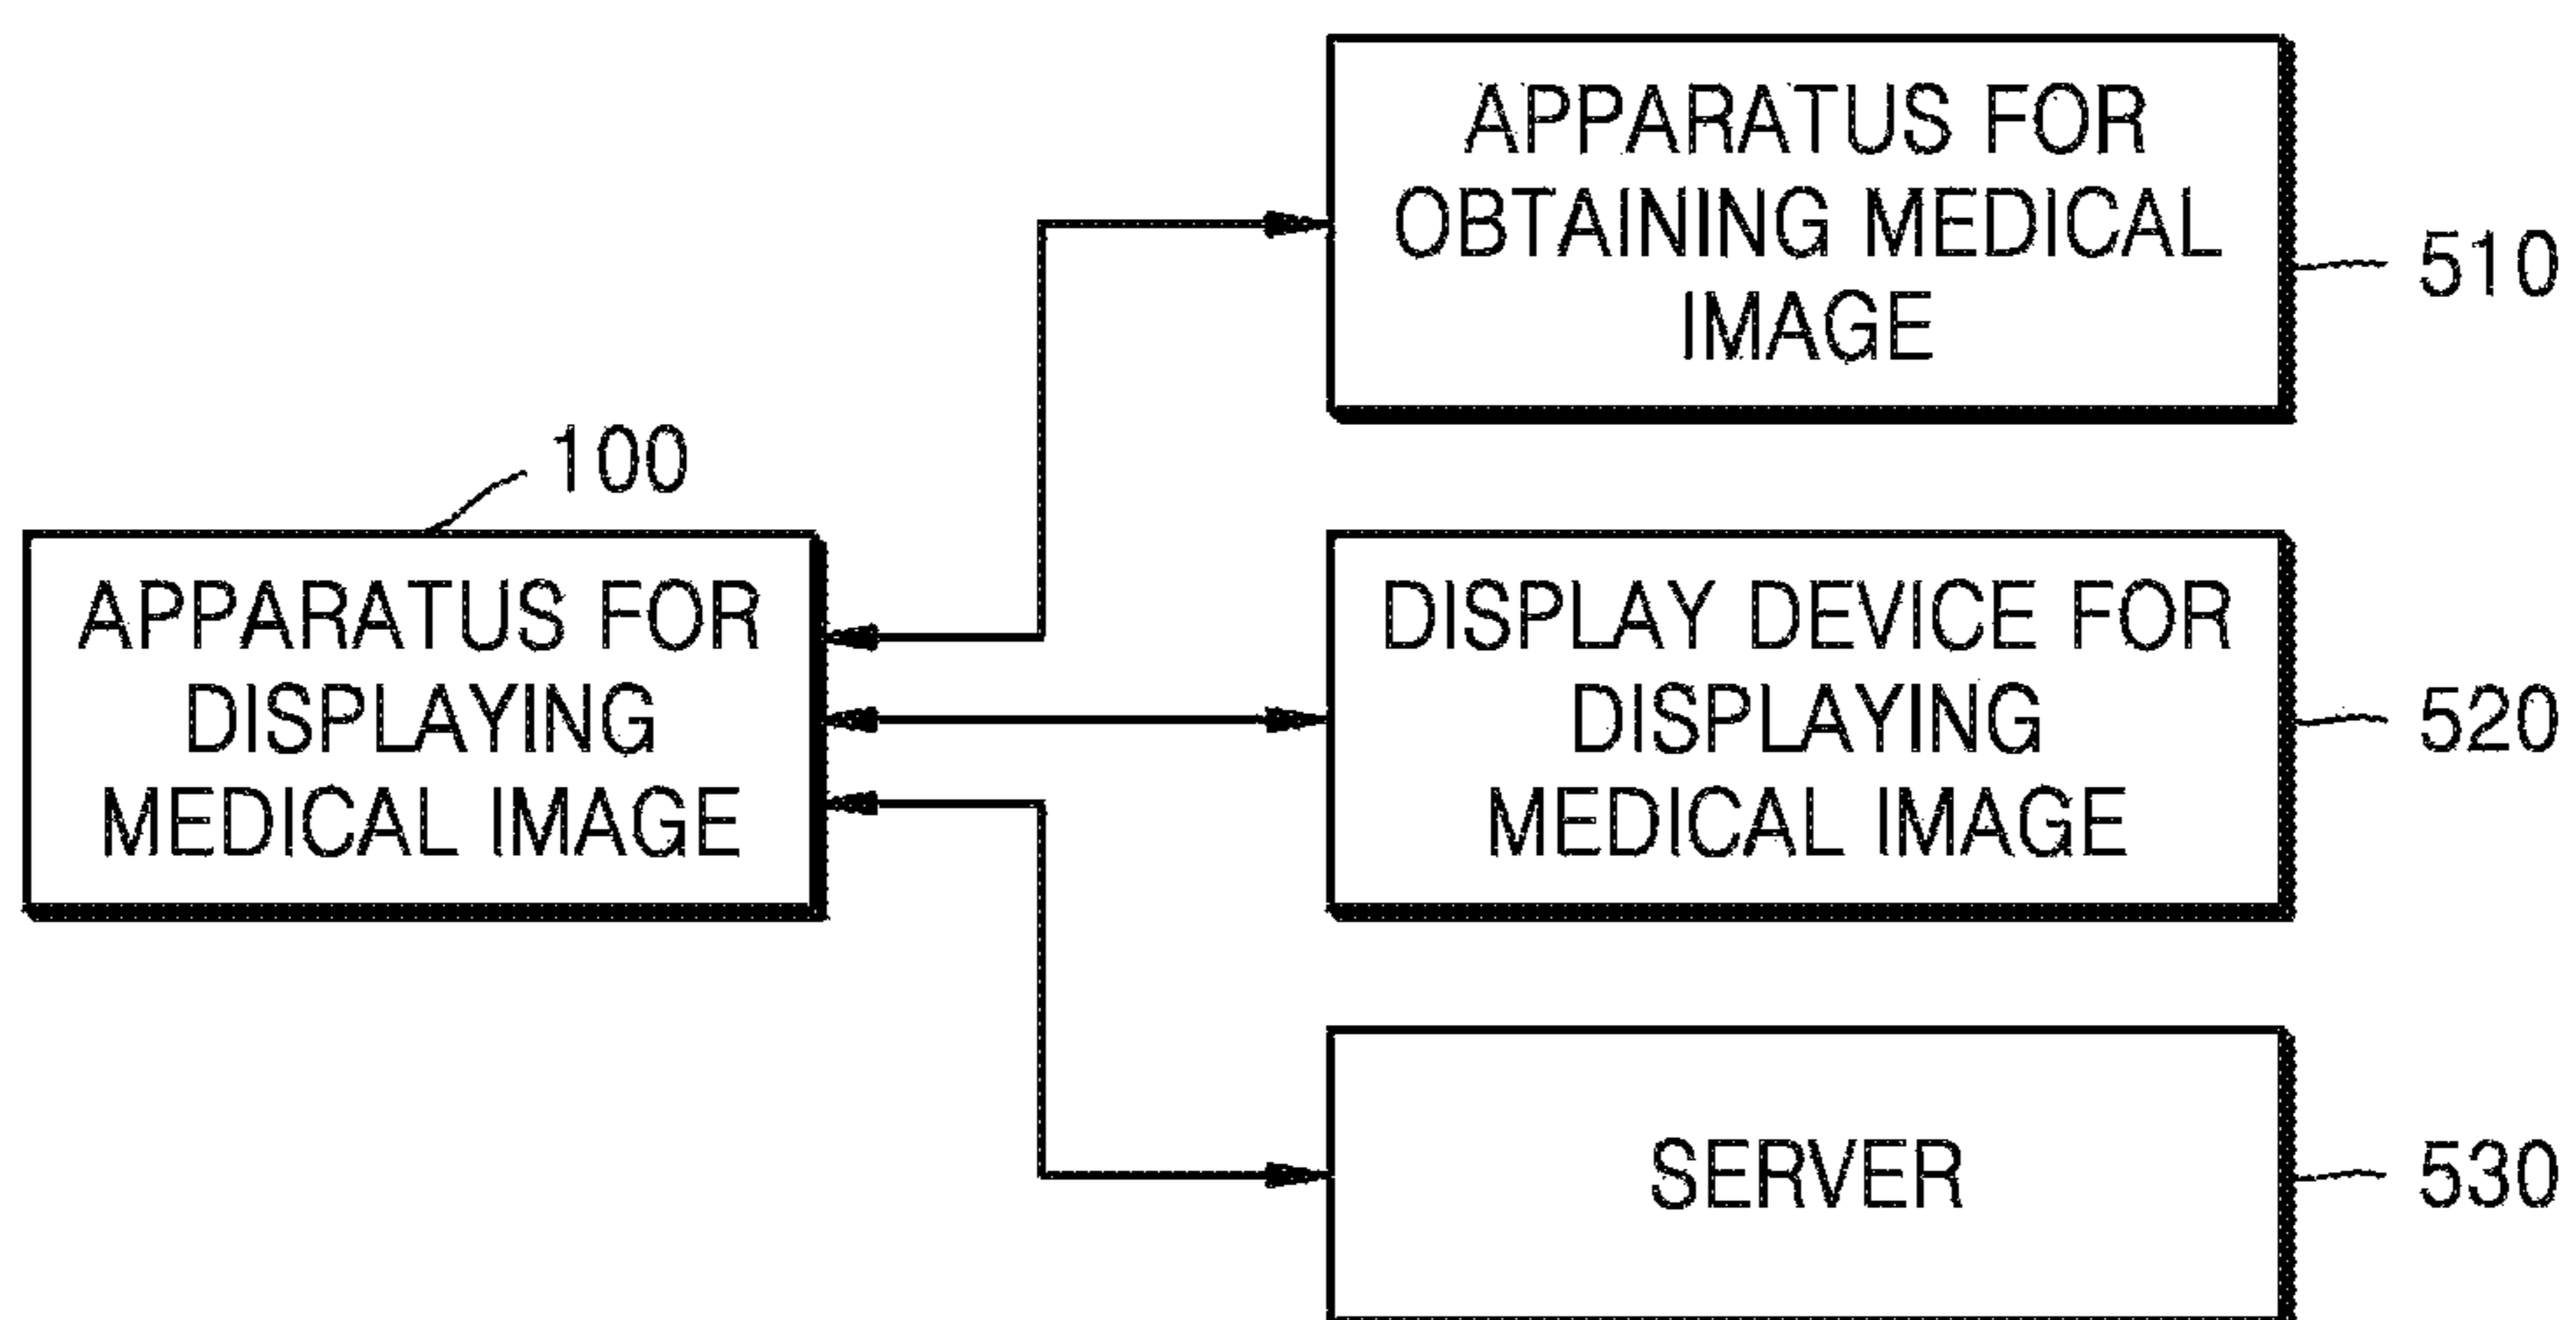 APPARATUS FOR
OBTAINING MEDICAL
IMAGE
510
100
APPARATUS FOR
DISPLAYING
MEDICAL IMAGE
DISPLAY DEVICE FOR
DISPLAYING
MEDICAL IMAGE
520
SERVER
530